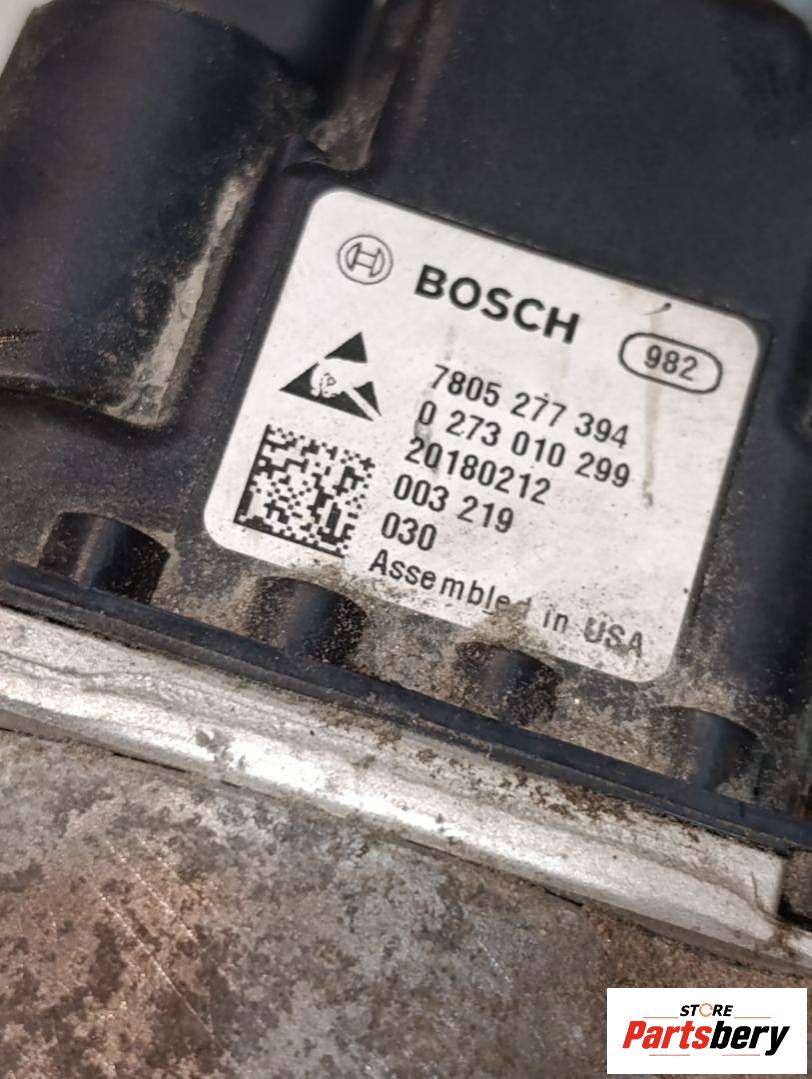 BOSCH
982
7805 277 394
0 273 010 299
20180212
003 219
030
Assembled in USA
STORE
Partsbery